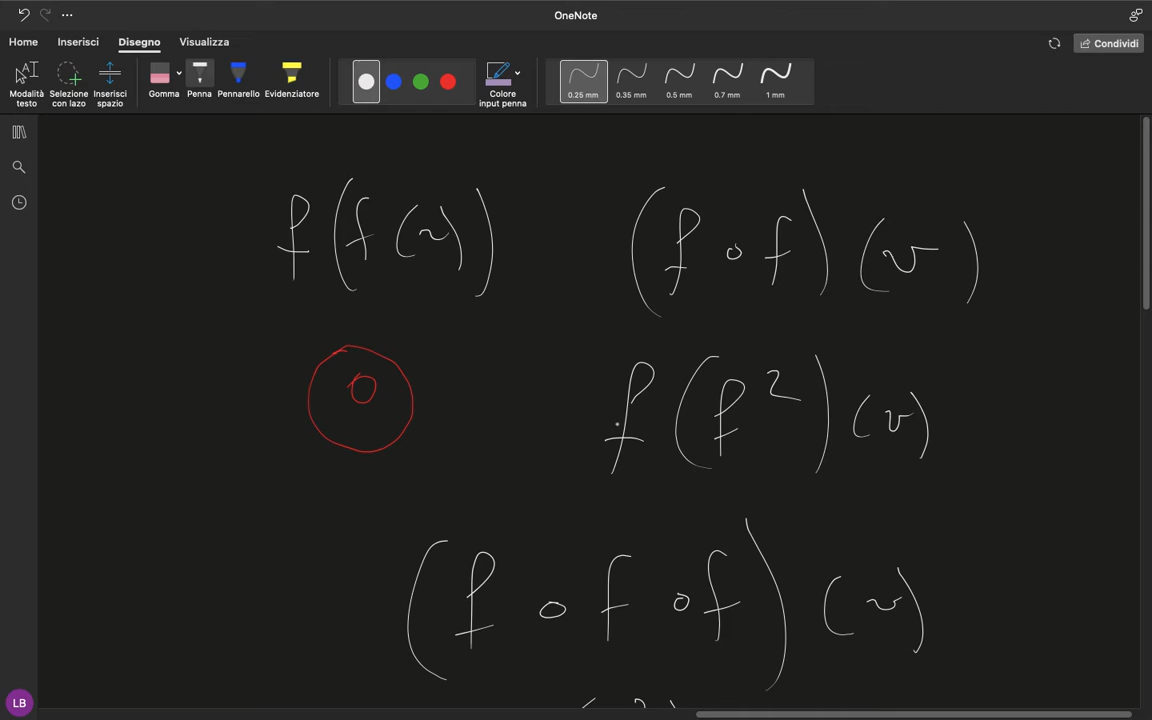 OneNote
Home Inserisci Disegno Visualizza
Condividi
Modalità testo Selezione con lazo Inserisci spazio Gomma Penna Pennarello Evidenziatore Colore input penna 0.25 mm 0.35 mm 0.5 mm 0.7 mm 1 mm
f(f(v)) (f ∘ f)(v)
f(f²)(v)
(f ∘ f ∘ f)(v)
LB